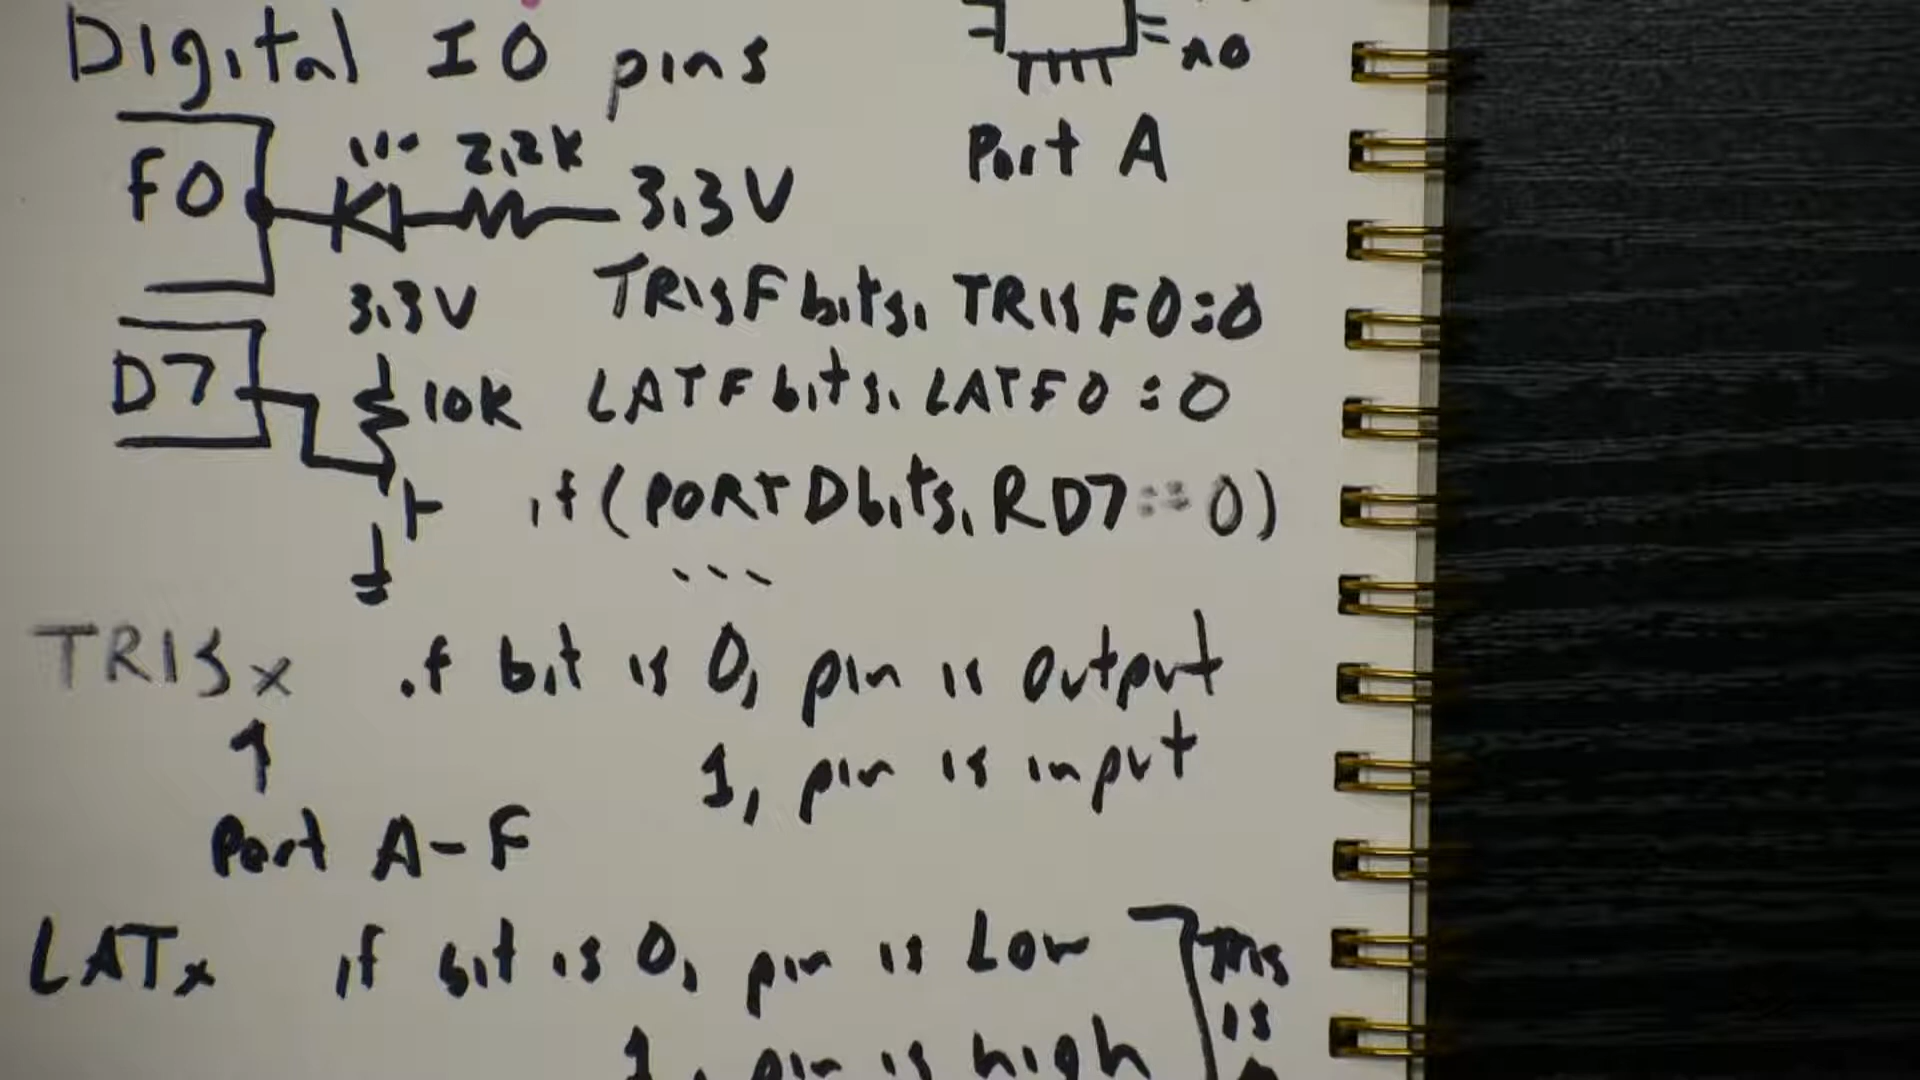 Digital IO pins
A0
Port A
F0
2.2K
3.3V
3.3V
TRISFbits.TRISF0=0
D7
10K
LATFbits.LATF0=0
if (PORTDbits.RD7==0)
...
TRISx if bit is 0, pin is output
1, pin is input
Port A-F
LATx if bit is 0, pin is Low
1, pin is high
is